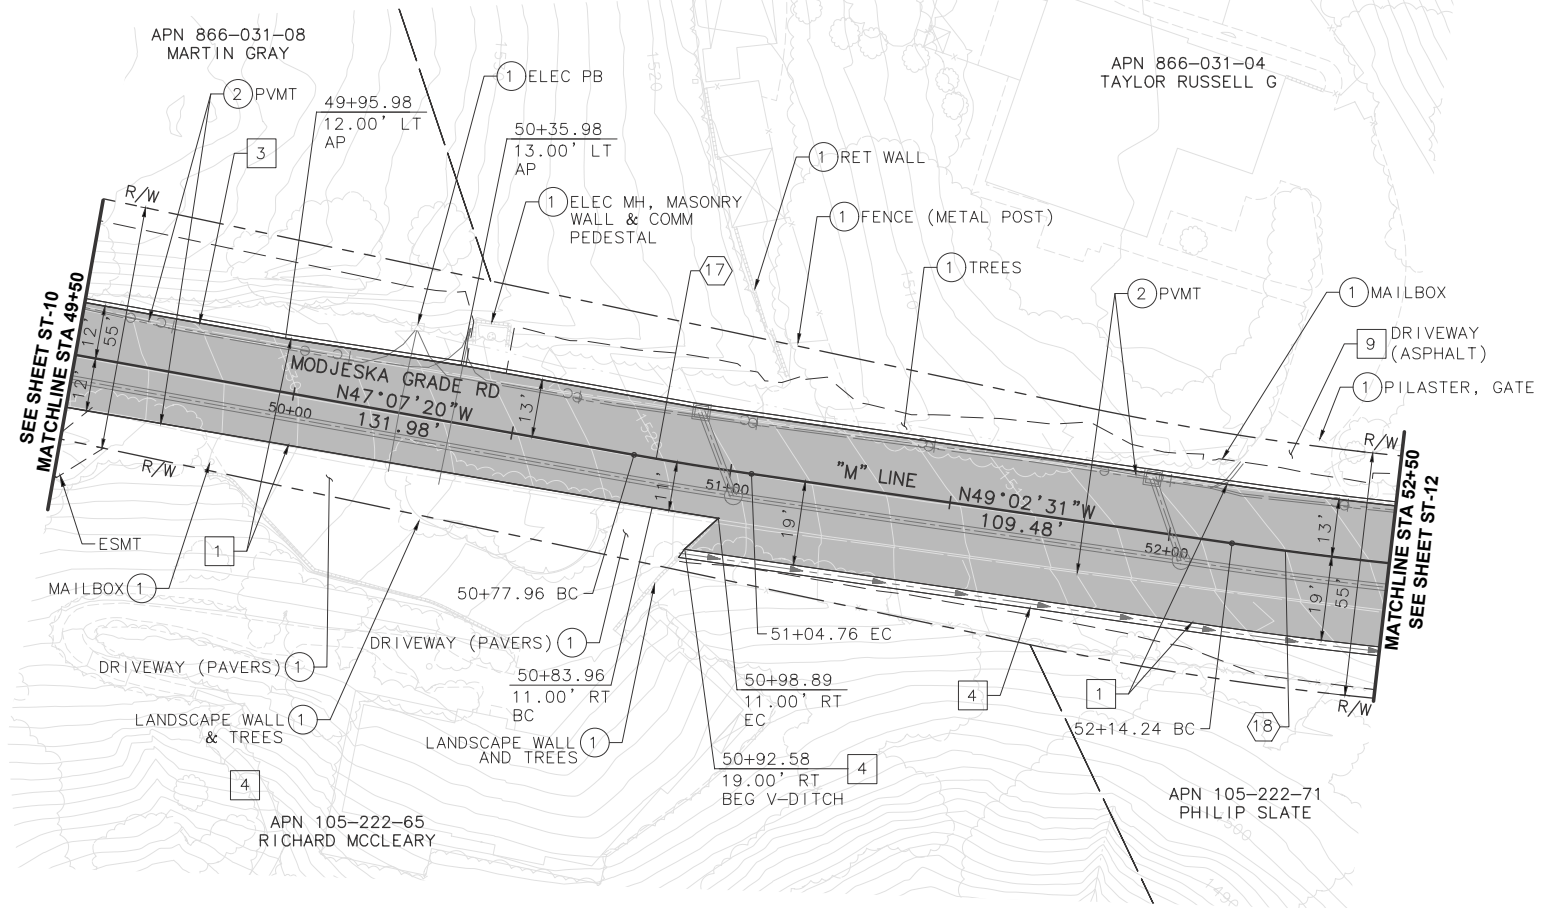 APN 866-031-08
MARTIN GRAY
2 PVMT
3
49+95.98
12.00' LT
AP
1 ELEC PB
50+35.98
13.00' LT
AP
1 ELEC MH, MASONRY
WALL & COMM
PEDESTAL
17
1 RET WALL
1 FENCE (METAL POST)
1 TREES
APN 866-031-04
TAYLOR RUSSELL G
2 PVMT
1 MAILBOX
9 DRIVEWAY
(ASPHALT)
1 PILASTER, GATE
1520
1510
R/W
R/W
SEE SHEET ST-10
MATCHLINE STA 49+50
12'
55'
12'
MODJESKA GRADE RD
N47°07'20"W
131.98'
50+00
13'
11'
51+00
19'
"M" LINE
N49°02'31"W
109.48'
52+00
13'
19'
55'
MATCHLINE STA 52+50
SEE SHEET ST-12
R/W
R/W
ESMT
1
MAILBOX 1
DRIVEWAY (PAVERS) 1
LANDSCAPE WALL 1
& TREES
4
APN 105-222-65
RICHARD MCCLEARY
50+77.96 BC
DRIVEWAY (PAVERS) 1
50+83.96
11.00' RT
BC
LANDSCAPE WALL 1
AND TREES
51+04.76 EC
50+98.89
11.00' RT
EC
50+92.58 4
19.00' RT
BEG V-DITCH
4
1
52+14.24 BC
18
APN 105-222-71
PHILIP SLATE